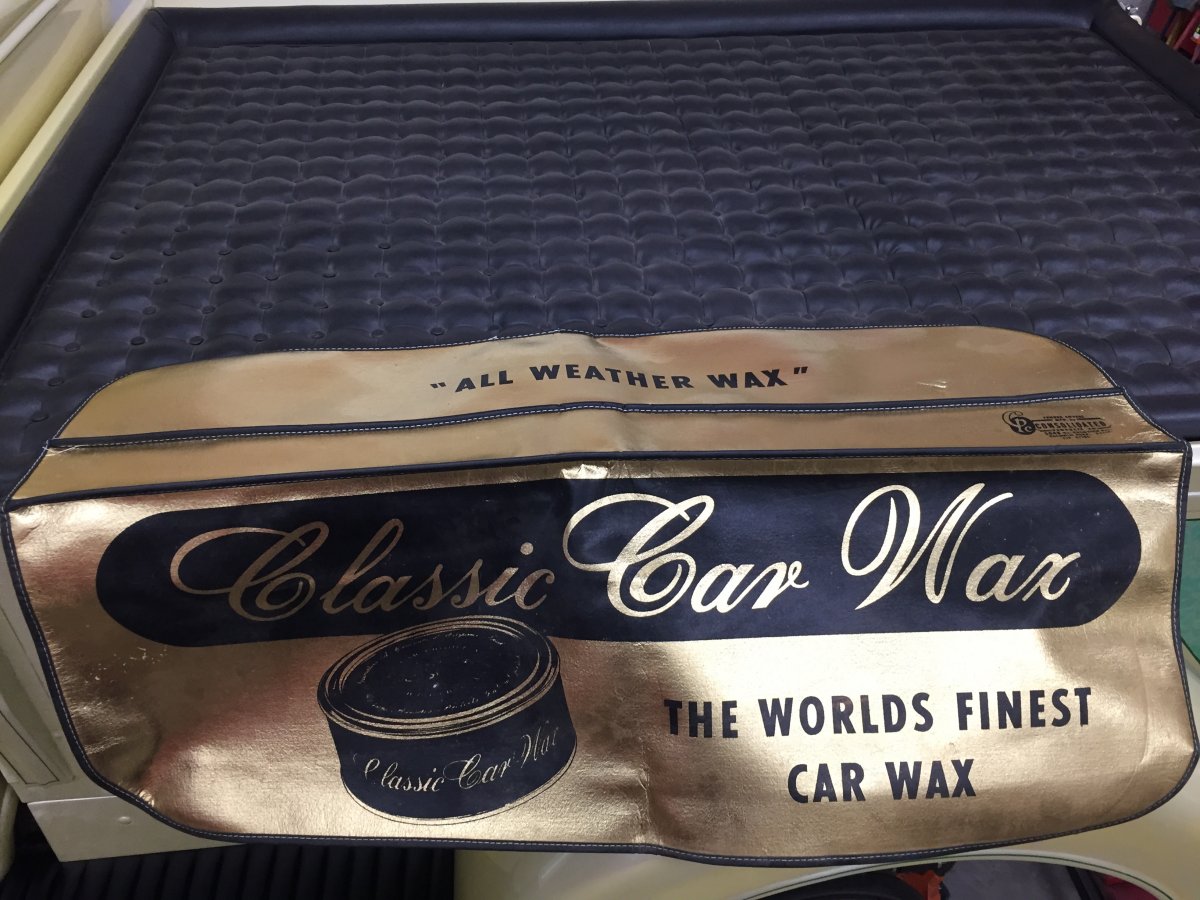 "ALL WEATHER WAX"
CONSOLIDATED
Classic Car Wax
Classic Car Wax
THE WORLDS FINEST
CAR WAX